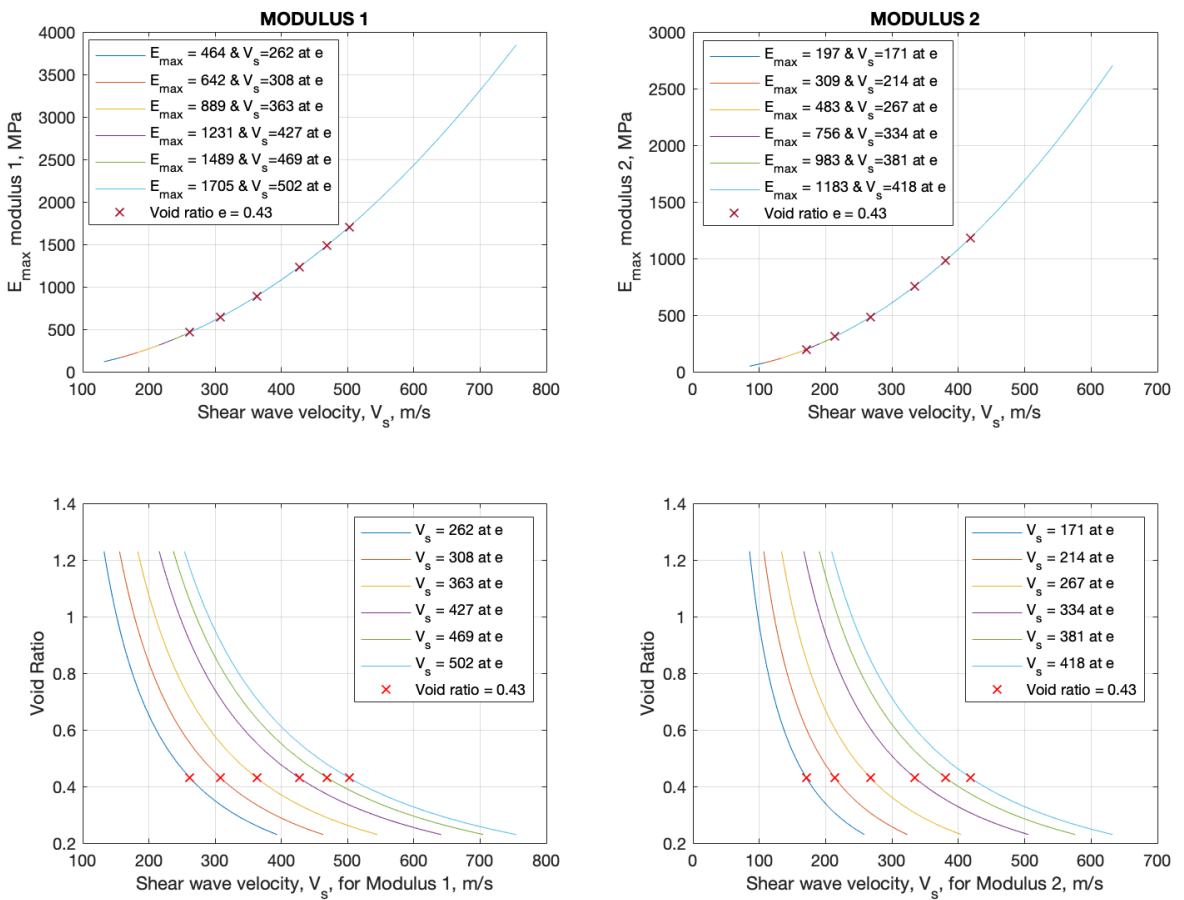 MODULUS 1
4000
3500
3000
2500
2000
1500
1000
500
0
E_max modulus 1, MPa
E_max = 464 & V_s=262 at e
E_max = 642 & V_s=308 at e
E_max = 889 & V_s=363 at e
E_max = 1231 & V_s=427 at e
E_max = 1489 & V_s=469 at e
E_max = 1705 & V_s=502 at e
Void ratio e = 0.43
100 200 300 400 500 600 700 800
Shear wave velocity, V_s, m/s
MODULUS 2
3000
2500
2000
1500
1000
500
0
E_max modulus 2, MPa
E_max = 197 & V_s=171 at e
E_max = 309 & V_s=214 at e
E_max = 483 & V_s=267 at e
E_max = 756 & V_s=334 at e
E_max = 983 & V_s=381 at e
E_max = 1183 & V_s=418 at e
Void ratio e = 0.43
0 100 200 300 400 500 600 700
Shear wave velocity, V_s, m/s
1.4
1.2
1
0.8
0.6
0.4
0.2
Void Ratio
V_s = 262 at e
V_s = 308 at e
V_s = 363 at e
V_s = 427 at e
V_s = 469 at e
V_s = 502 at e
Void ratio = 0.43
100 200 300 400 500 600 700 800
Shear wave velocity, V_s, for Modulus 1, m/s
1.4
1.2
1
0.8
0.6
0.4
0.2
Void Ratio
V_s = 171 at e
V_s = 214 at e
V_s = 267 at e
V_s = 334 at e
V_s = 381 at e
V_s = 418 at e
Void ratio = 0.43
0 100 200 300 400 500 600 700
Shear wave velocity, V_s, for Modulus 2, m/s